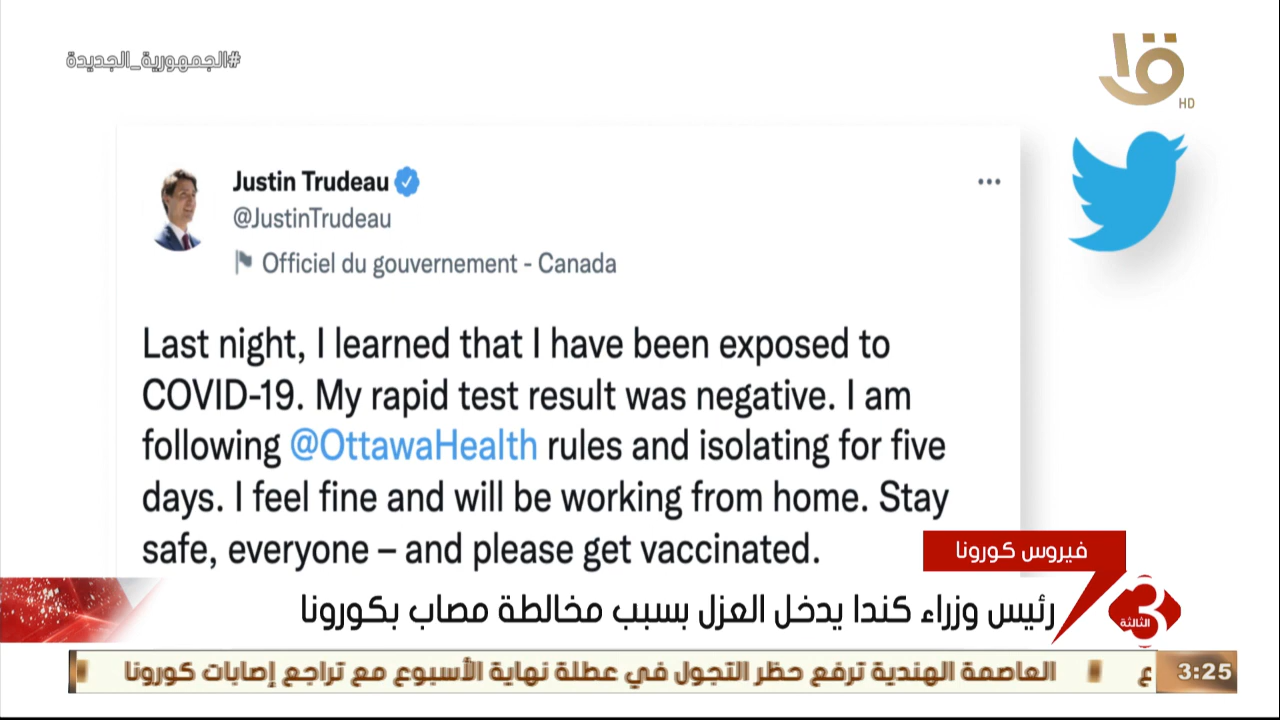 #الجمهورية_الجديدة
HD
Justin Trudeau
@JustinTrudeau
Officiel du gouvernement - Canada
Last night, I learned that I have been exposed to
COVID-19. My rapid test result was negative. I am
following @OttawaHealth rules and isolating for five
days. I feel fine and will be working from home. Stay
safe, everyone – and please get vaccinated.
فيروس كورونا
رئيس وزراء كندا يدخل العزل بسبب مخالطة مصاب بكورونا
3 الثالثة
العاصمة الهندية ترفع حظر التجول في عطلة نهاية الأسبوع مع تراجع إصابات كورونا
3:25